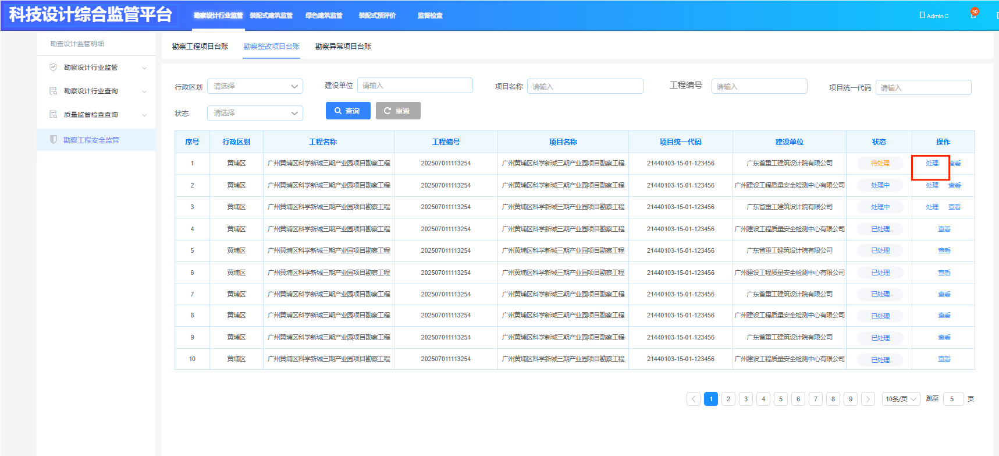 科技设计综合监管平台 勘察设计行业监管 装配式建筑监管 绿色建筑监管 装配式预评价 监督检查 Admin 50
勘查设计监管明细
勘察设计行业监管
勘察设计行业查询
质量监督检查查询
勘察工程安全监管
勘察工程项目台账 勘察整改项目台账 勘察异常项目台账
行政区划 请选择 建设单位 请输入 项目名称 请输入 工程编号 请输入 项目统一代码 请输入
状态 请选择 查询 重置
序号 行政区划 工程名称 工程编号 项目名称 项目统一代码 建设单位 状态 操作
1 黄埔区 广州黄埔区科学新城三期产业园项目勘察工程 202507011113254 广州黄埔区科学新城三期产业园项目勘察工程 21440103-15-01-123456 广东省重工建筑设计院有限公司 待处理 处理 查看
2 黄埔区 广州黄埔区科学新城三期产业园项目勘察工程 202507011113254 广州黄埔区科学新城三期产业园项目勘察工程 21440103-15-01-123456 广州建设工程质量安全检测中心有限公司 处理中 处理 查看
3 黄埔区 广州黄埔区科学新城三期产业园项目勘察工程 202507011113254 广州黄埔区科学新城三期产业园项目勘察工程 21440103-15-01-123456 广东省重工建筑设计院有限公司 处理中 处理 查看
4 黄埔区 广州黄埔区科学新城三期产业园项目勘察工程 202507011113254 广州黄埔区科学新城三期产业园项目勘察工程 21440103-15-01-123456 广州建设工程质量安全检测中心有限公司 已处理 查看
5 黄埔区 广州黄埔区科学新城三期产业园项目勘察工程 202507011113254 广州黄埔区科学新城三期产业园项目勘察工程 21440103-15-01-123456 广东省重工建筑设计院有限公司 已处理 查看
6 黄埔区 广州黄埔区科学新城三期产业园项目勘察工程 202507011113254 广州黄埔区科学新城三期产业园项目勘察工程 21440103-15-01-123456 广州建设工程质量安全检测中心有限公司 已处理 查看
7 黄埔区 广州黄埔区科学新城三期产业园项目勘察工程 202507011113254 广州黄埔区科学新城三期产业园项目勘察工程 21440103-15-01-123456 广东省重工建筑设计院有限公司 已处理 查看
8 黄埔区 广州黄埔区科学新城三期产业园项目勘察工程 202507011113254 广州黄埔区科学新城三期产业园项目勘察工程 21440103-15-01-123456 广州建设工程质量安全检测中心有限公司 已处理 查看
9 黄埔区 广州黄埔区科学新城三期产业园项目勘察工程 202507011113254 广州黄埔区科学新城三期产业园项目勘察工程 21440103-15-01-123456 广东省重工建筑设计院有限公司 已处理 查看
10 黄埔区 广州黄埔区科学新城三期产业园项目勘察工程 202507011113254 广州黄埔区科学新城三期产业园项目勘察工程 21440103-15-01-123456 广州建设工程质量安全检测中心有限公司 已处理 查看
1 2 3 4 5 6 7 8 9 10条/页 跳至 5 页